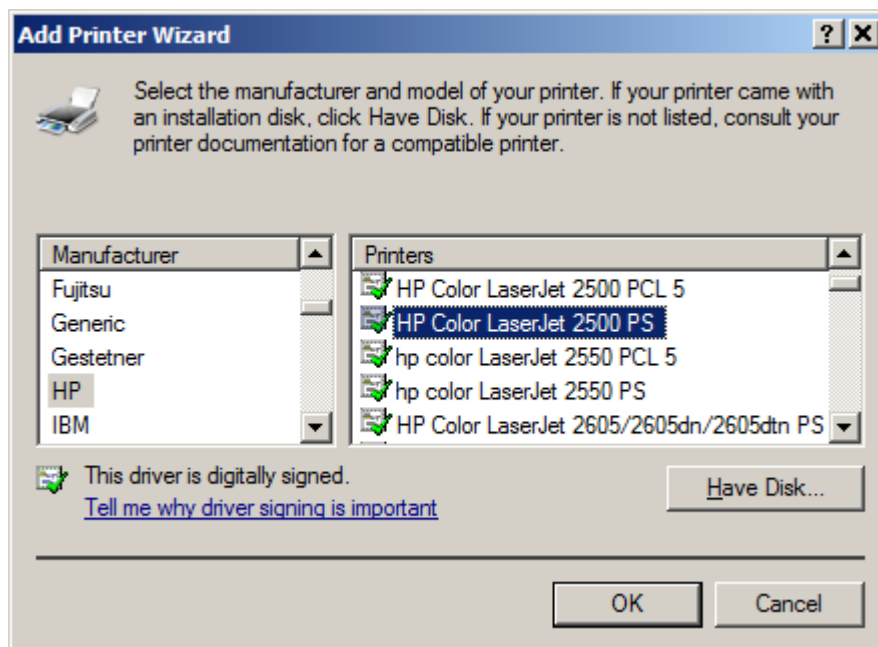 Add Printer Wizard
Select the manufacturer and model of your printer. If your printer came with
an installation disk, click Have Disk. If your printer is not listed, consult your
printer documentation for a compatible printer.
Manufacturer
Fujitsu
Generic
Gestetner
HP
IBM
Printers
HP Color LaserJet 2500 PCL 5
HP Color LaserJet 2500 PS
hp color LaserJet 2550 PCL 5
hp color LaserJet 2550 PS
HP Color LaserJet 2605/2605dn/2605dtn PS
This driver is digitally signed.
Tell me why driver signing is important
Have Disk...
OK
Cancel